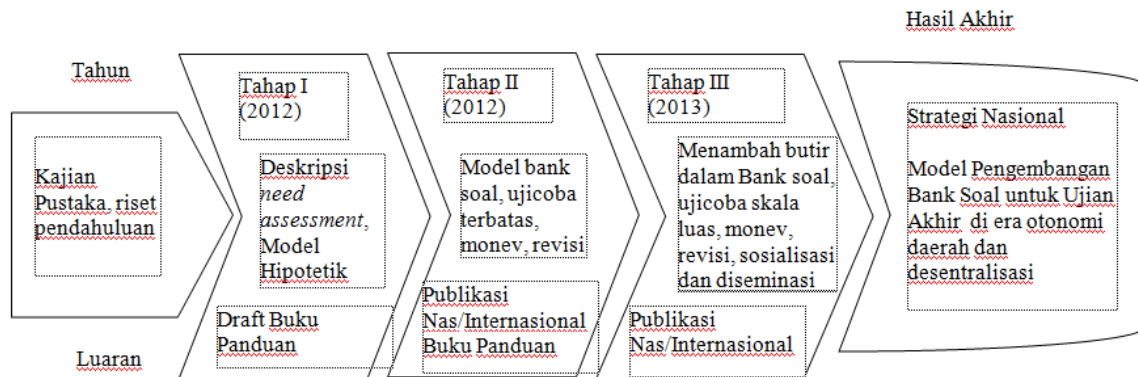 Hasil Akhir
Tahun
Kajian
Pustaka, riset
pendahuluan
Luaran
Tahap I
(2012)
Deskripsi
need
assessment,
Model
Hipotetik
Draft Buku
Panduan
Tahap II
(2012)
Model bank
soal, ujicoba
terbatas,
monev, revisi
Publikasi
Nas/Internasional
Buku Panduan
Tahap III
(2013)
Menambah butir
dalam Bank soal,
ujicoba skala
luas, monev,
revisi, sosialisasi
dan diseminasi
Publikasi
Nas/Internasional
Strategi Nasional
Model Pengembangan
Bank Soal untuk Ujian
Akhir di era otonomi
daerah dan
desentralisasi